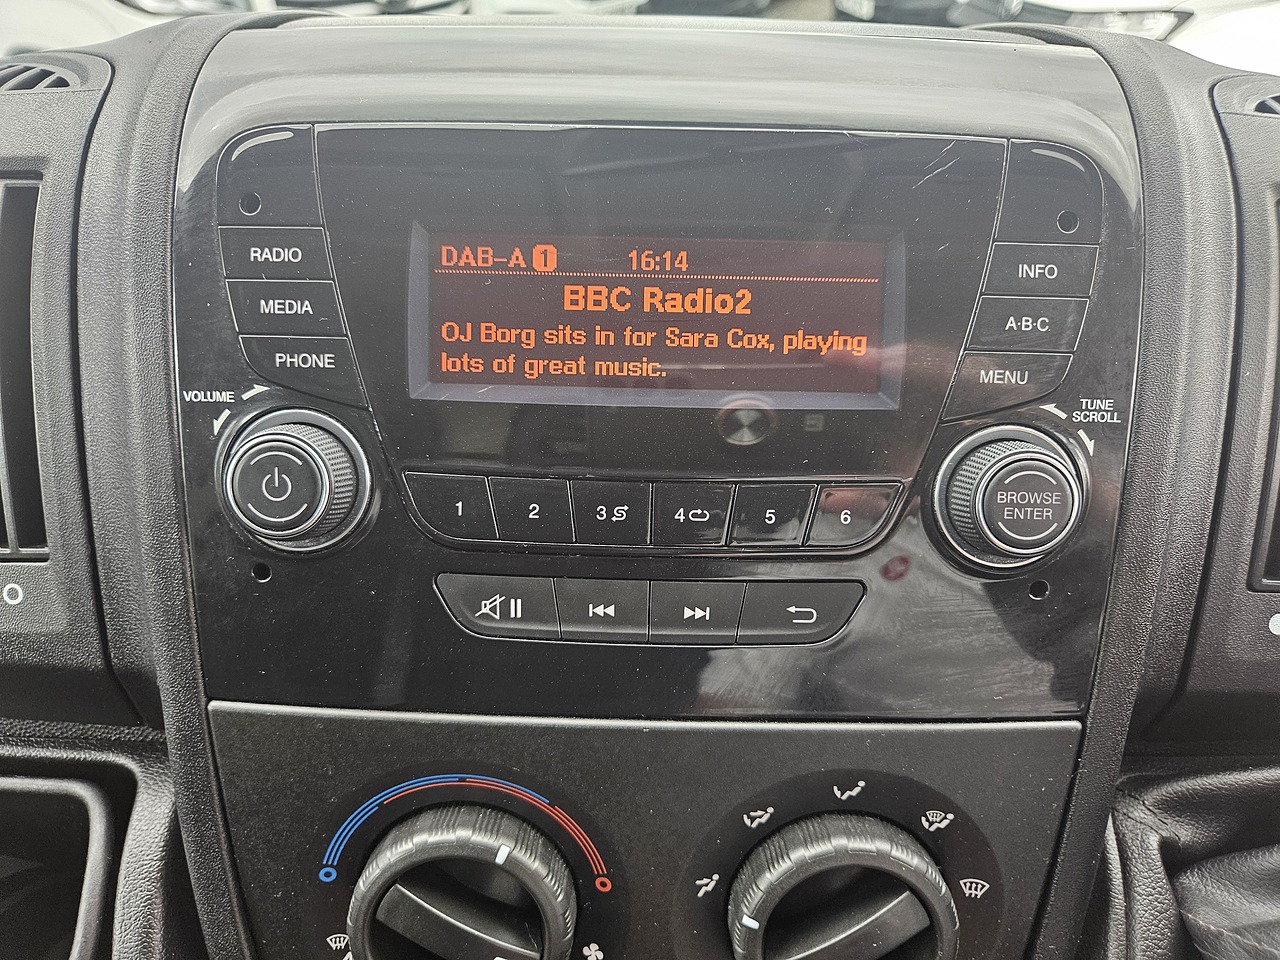 DAB-A 1 16:14
BBC Radio2
OJ Borg sits in for Sara Cox, playing
lots of great music.
RADIO
MEDIA
PHONE
VOLUME
INFO
A·B·C
MENU
TUNE
SCROLL
BROWSE
ENTER
1 2 3 4 5 6